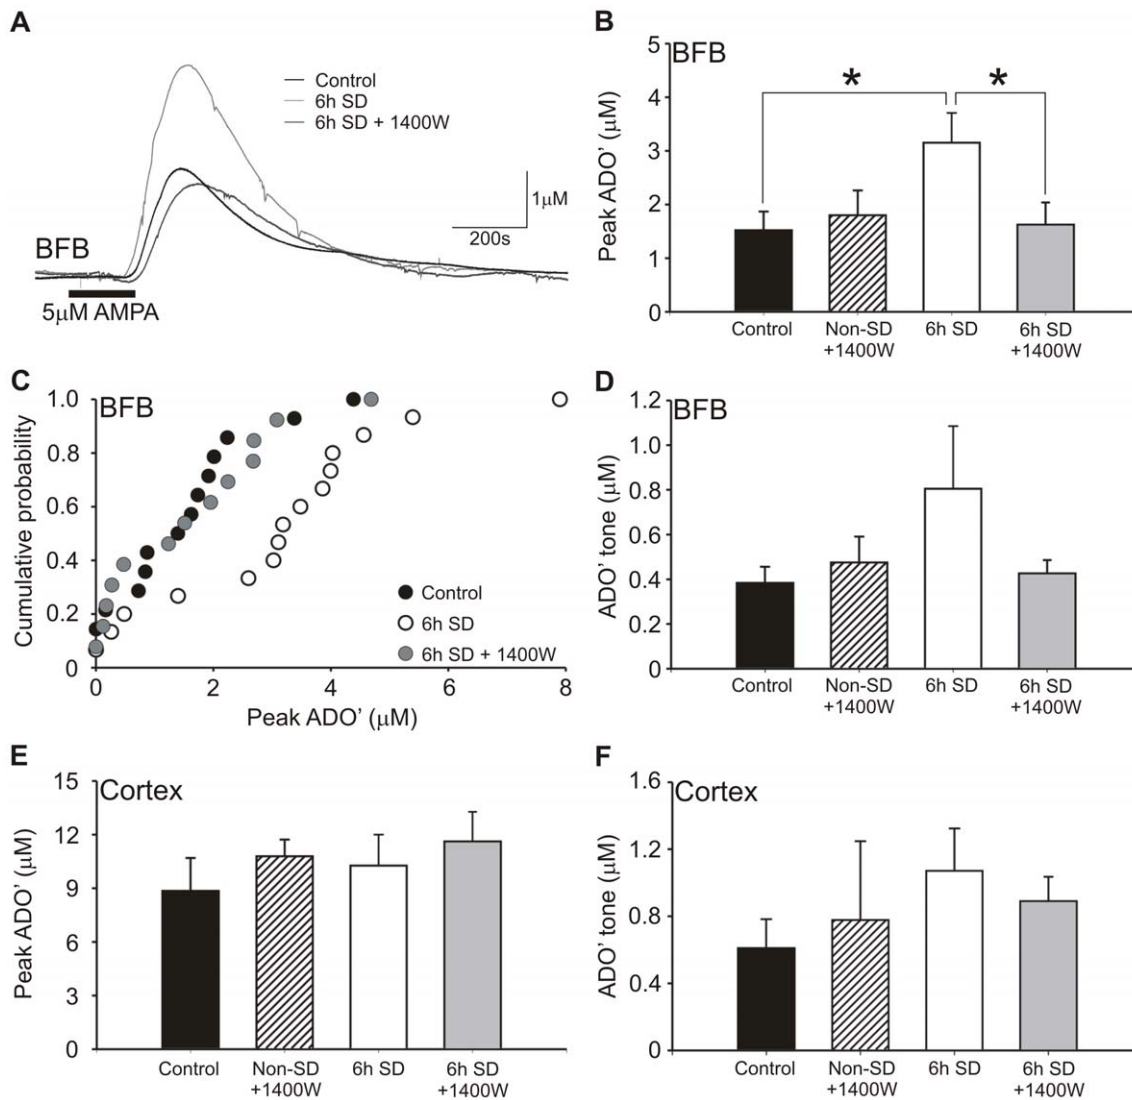 A
Control
6h SD
6h SD + 1400W
1μM
200s
BFB
5μM AMPA
B
BFB
Peak ADO' (μM)
5
4
3
2
1
0
Control
Non-SD
+1400W
6h SD
6h SD
+1400W
*
*
C
BFB
Cumulative probability
1.0
0.8
0.6
0.4
0.2
0
0
2
4
6
8
Peak ADO' (μM)
Control
6h SD
6h SD + 1400W
D
BFB
ADO' tone (μM)
1.2
1.0
0.8
0.6
0.4
0.2
0
Control
Non-SD
+1400W
6h SD
6h SD
+1400W
E
Cortex
Peak ADO' (μM)
15
12
9
6
3
0
Control
Non-SD
+1400W
6h SD
6h SD
+1400W
F
Cortex
ADO' tone (μM)
1.6
1.2
0.8
0.4
0
Control
Non-SD
+1400W
6h SD
6h SD
+1400W